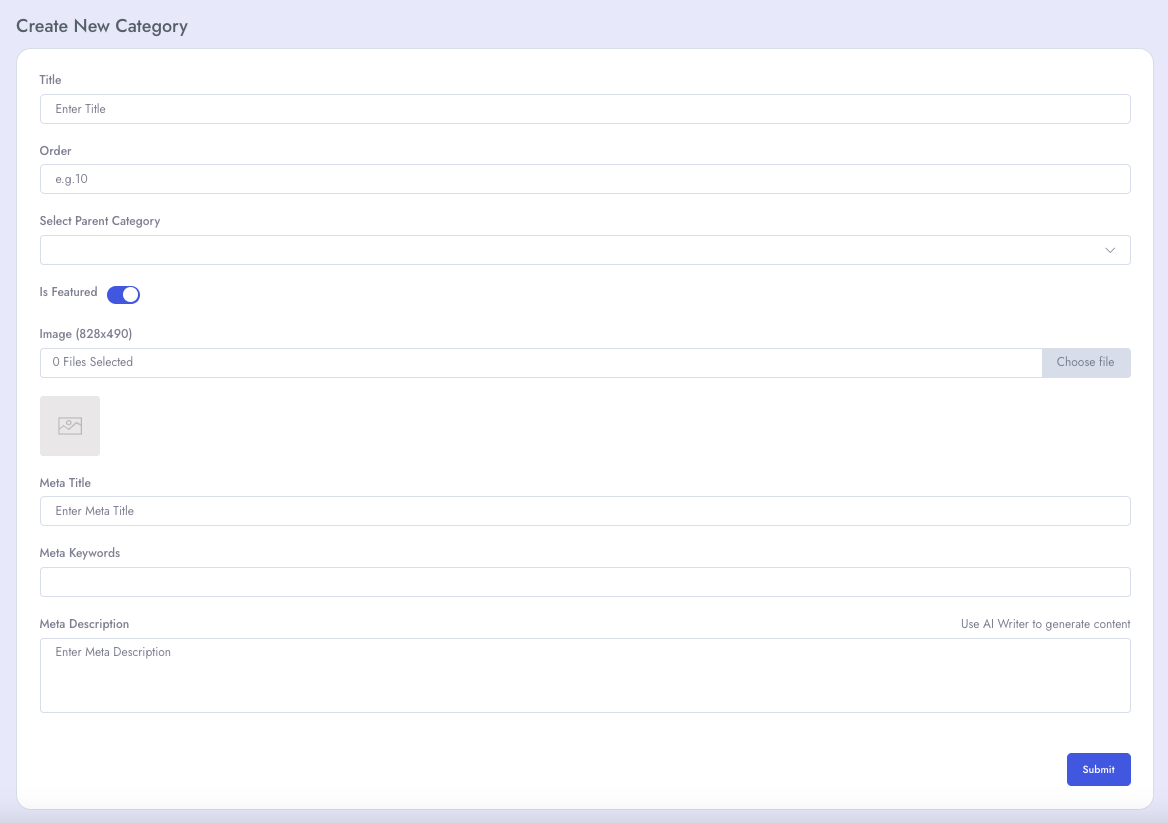 Create New Category
Title
Enter Title
Order
e.g.10
Select Parent Category
Is Featured
Image (828x490)
0 Files Selected
Choose file
Meta Title
Enter Meta Title
Meta Keywords
Meta Description
Use AI Writer to generate content
Enter Meta Description
Submit